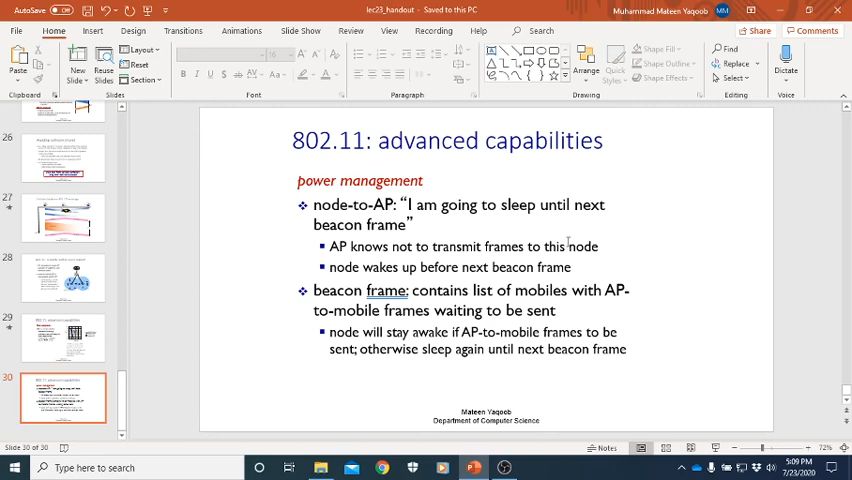 AutoSave Off
lec23_handout - Saved to this PC
Muhammad Mateen Yaqoob MM
File Home Insert Design Transitions Animations Slide Show Review View Recording Help Share Comments
Paste
New
Slide
Reuse
Slides
Layout
Reset
Section
16
Arrange
Quick
Styles
Shape Fill
Shape Outline
Shape Effects
Find
Replace
Select
Dictate
Clipboard Slides Font Paragraph Drawing Editing Voice
26
27
28
29
30
802.11: advanced capabilities
power management
node-to-AP: “I am going to sleep until next
beacon frame”
AP knows not to transmit frames to this node
node wakes up before next beacon frame
beacon frame: contains list of mobiles with AP-
to-mobile frames waiting to be sent
node will stay awake if AP-to-mobile frames to be
sent; otherwise sleep again until next beacon frame
Mateen Yaqoob
Department of Computer Science
Slide 30 of 30
Notes
72%
Type here to search
5:09 PM
7/23/2020